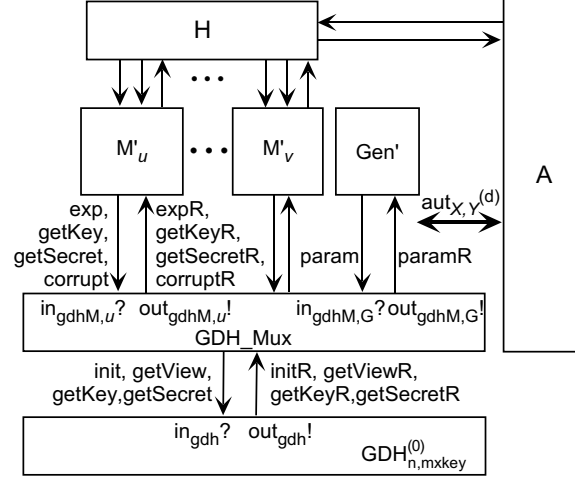 H
M'u
M'v
Gen'
A
autX,Y(d)
exp,
getKey,
getSecret,
corrupt
expR,
getKeyR,
getSecretR,
corruptR
param
paramR
ingdhM,u? outgdhM,u! ingdhM,G? outgdhM,G!
GDH_Mux
init, getView,
getKey,getSecret
initR, getViewR,
getKeyR,getSecretR
ingdh? outgdh!
GDH(0)n,mxkey